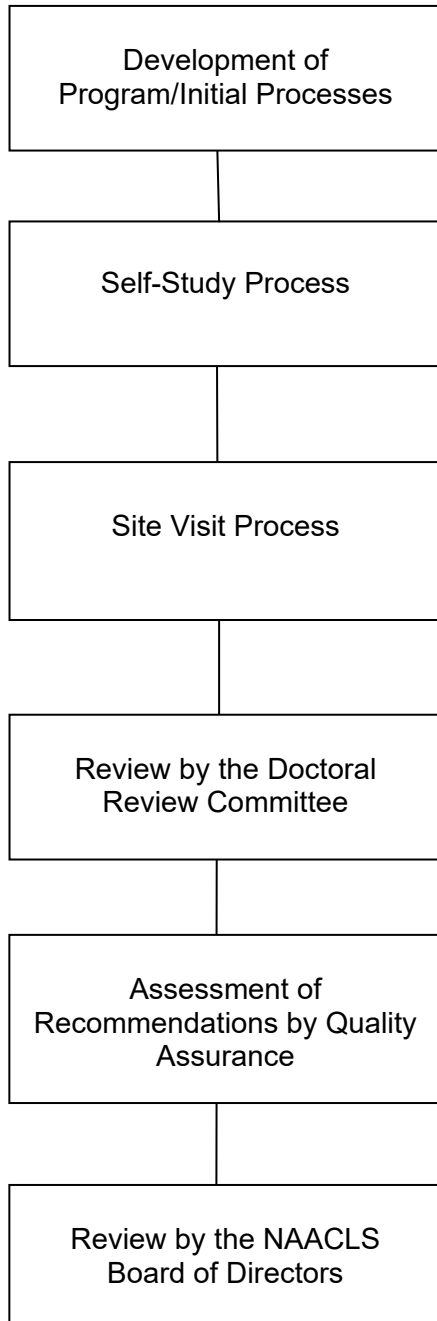 Development of
Program/Initial Processes
Self-Study Process
Site Visit Process
Review by the Doctoral
Review Committee
Assessment of
Recommendations by Quality
Assurance
Review by the NAACLS
Board of Directors